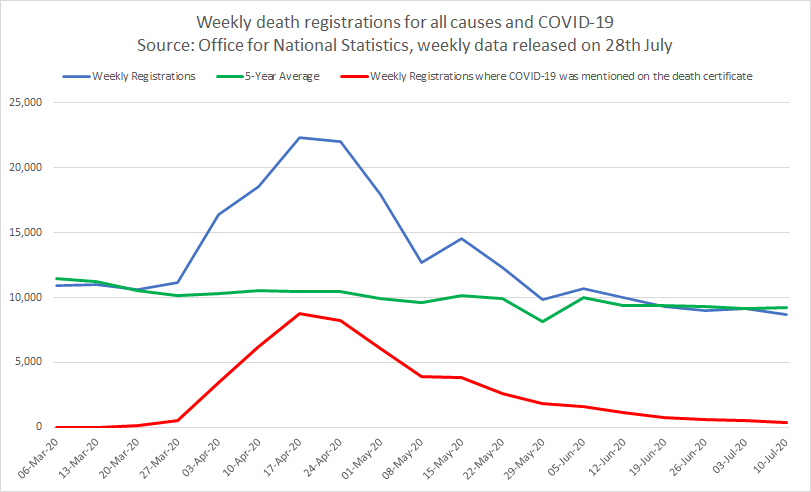 Weekly death registrations for all causes and COVID-19
Source: Office for National Statistics, weekly data released on 28th July
Weekly Registrations 5-Year Average Weekly Registrations where COVID-19 was mentioned on the death certificate
25,000
20,000
15,000
10,000
5,000
0
06-Mar-20 13-Mar-20 20-Mar-20 27-Mar-20 03-Apr-20 10-Apr-20 17-Apr-20 24-Apr-20 01-May-20 08-May-20 15-May-20 22-May-20 29-May-20 05-Jun-20 12-Jun-20 19-Jun-20 26-Jun-20 03-Jul-20 10-Jul-20